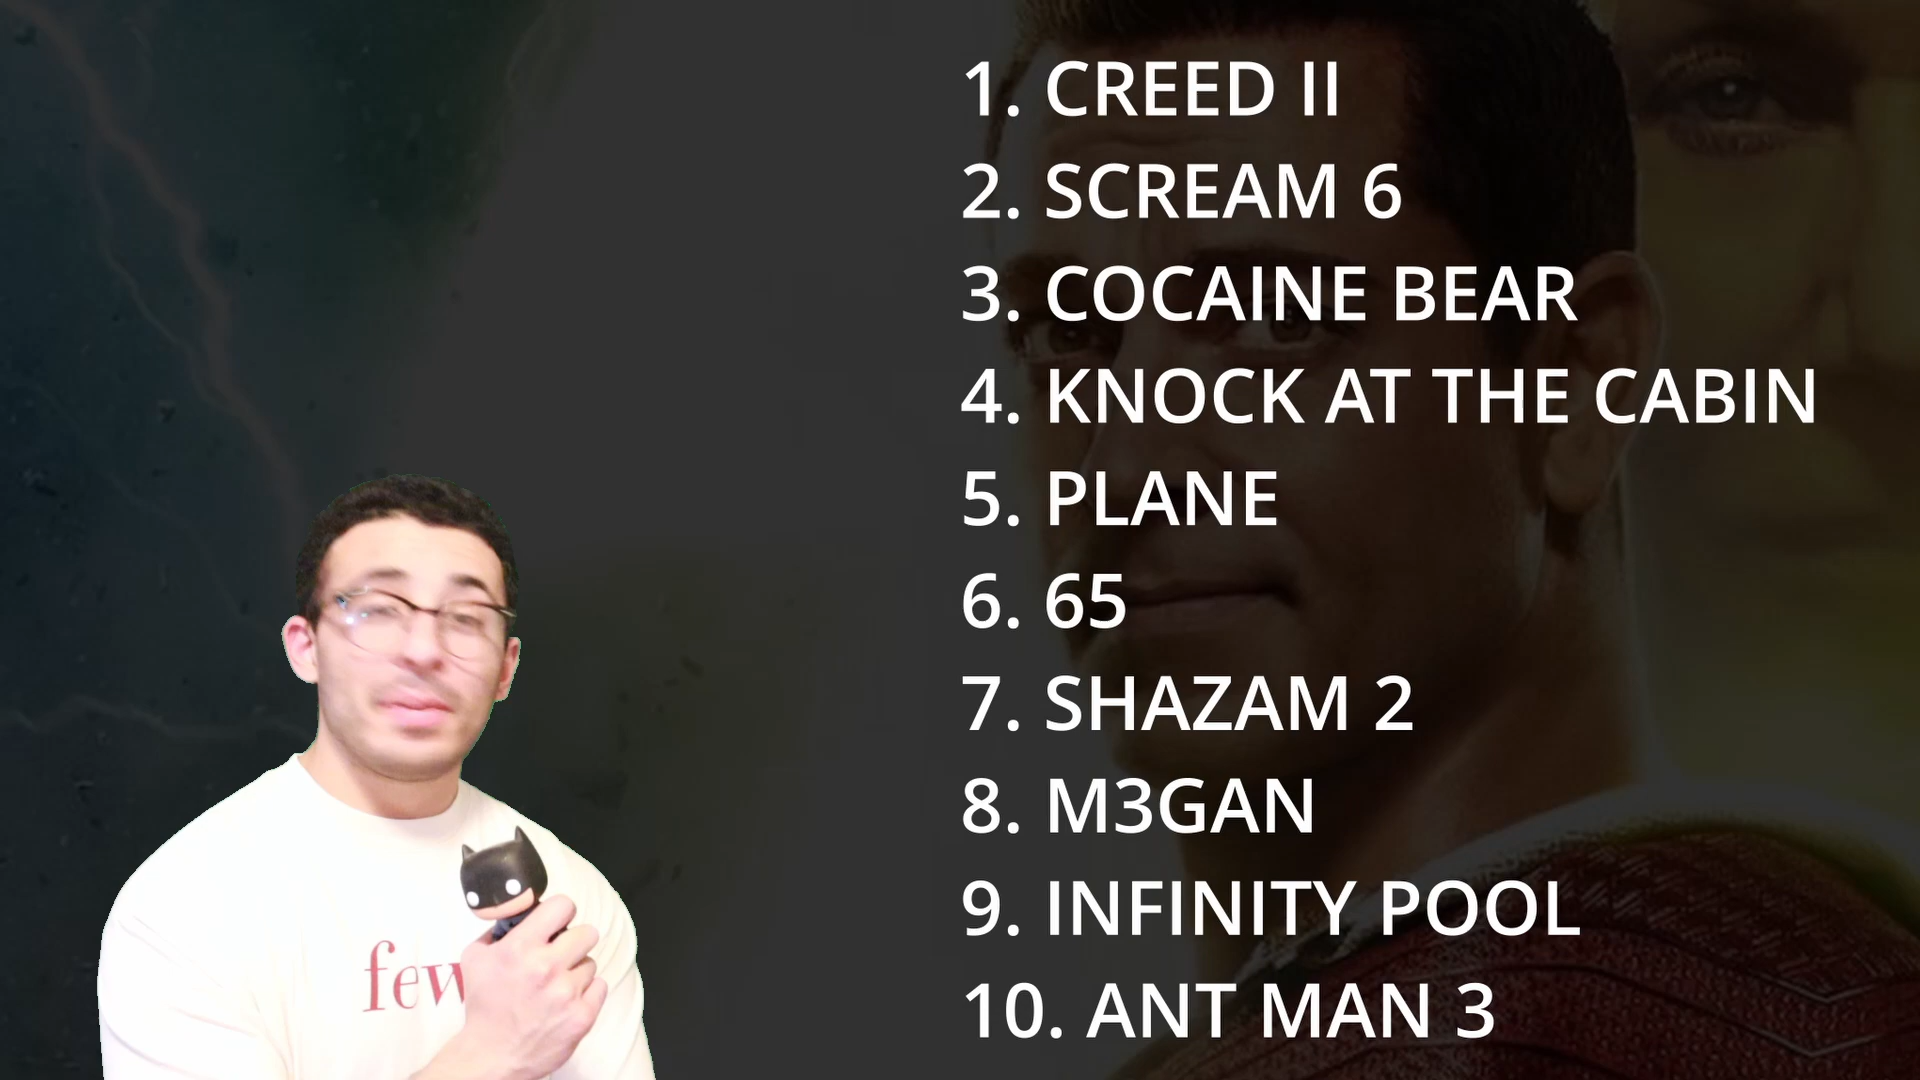 1. CREED II
2. SCREAM 6
3. COCAINE BEAR
4. KNOCK AT THE CABIN
5. PLANE
6. 65
7. SHAZAM 2
8. M3GAN
9. INFINITY POOL
10. ANT MAN 3
few